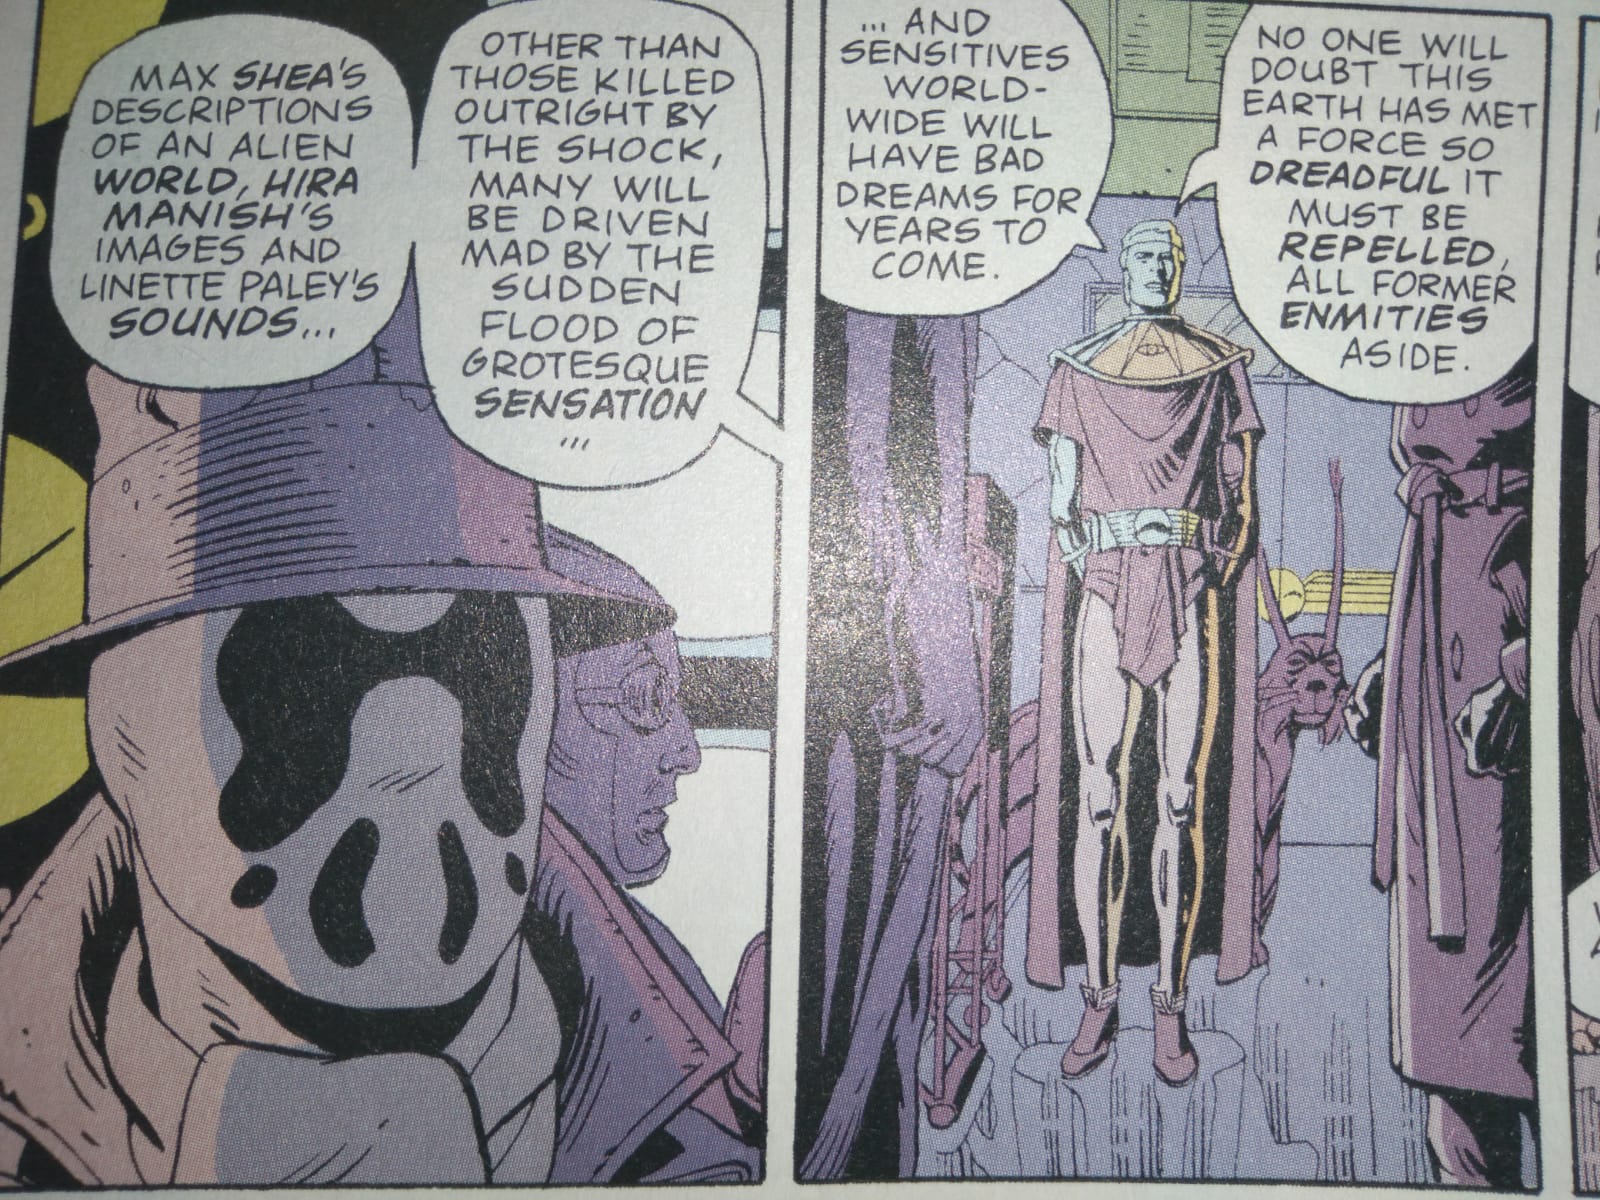 MAX SHEA'S
DESCRIPTIONS
OF AN ALIEN
WORLD, HIRA
MANISH'S
IMAGES AND
LINETTE PALEY'S
SOUNDS...
OTHER THAN
THOSE KILLED
OUTRIGHT BY
THE SHOCK,
MANY WILL
BE DRIVEN
MAD BY THE
SUDDEN
FLOOD OF
GROTESQUE
SENSATION
...
... AND
SENSITIVES
WORLD-
WIDE WILL
HAVE BAD
DREAMS FOR
YEARS TO
COME.
NO ONE WILL
DOUBT THIS
EARTH HAS MET
A FORCE SO
DREADFUL IT
MUST BE
REPELLED,
ALL FORMER
ENMITIES
ASIDE.